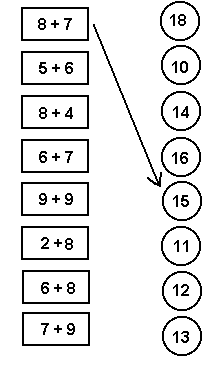 8 + 7 18
5 + 6 10
8 + 4 14
6 + 7 16
9 + 9 15
2 + 8 11
6 + 8 12
7 + 9 13